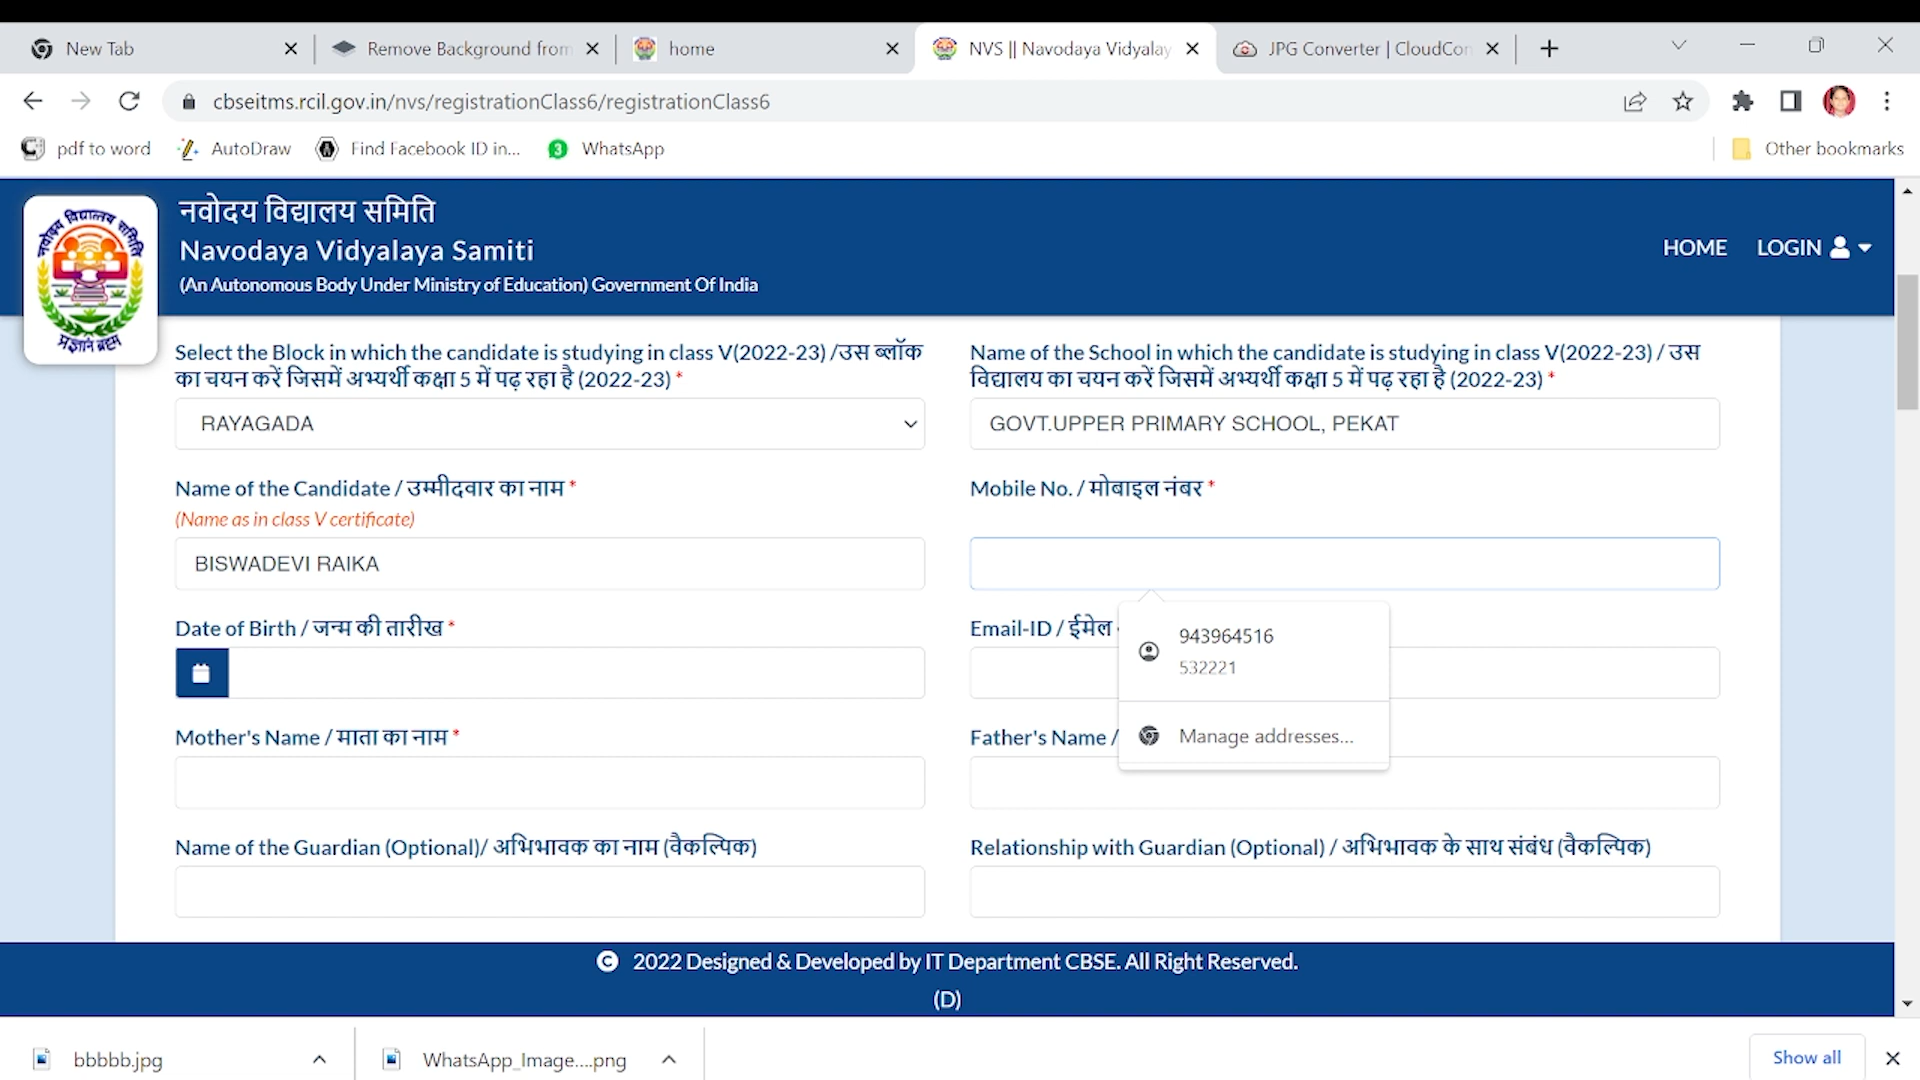 New Tab
Remove Background from
home
NVS || Navodaya Vidyalay
JPG Converter | CloudCon
cbseitms.rcil.gov.in/nvs/registrationClass6/registrationClass6
pdf to word
AutoDraw
Find Facebook ID in...
3
WhatsApp
Other bookmarks
नवोदय विद्यालय समिति
प्रज्ञानं ब्रह्म
नवोदय विद्यालय समिति
Navodaya Vidyalaya Samiti
(An Autonomous Body Under Ministry of Education) Government Of India
HOME
LOGIN
Select the Block in which the candidate is studying in class V(2022-23) /उस ब्लॉक
का चयन करें जिसमें अभ्यर्थी कक्षा 5 में पढ़ रहा है (2022-23) *
RAYAGADA
Name of the School in which the candidate is studying in class V(2022-23) / उस
विद्यालय का चयन करें जिसमें अभ्यर्थी कक्षा 5 में पढ़ रहा है (2022-23) *
GOVT.UPPER PRIMARY SCHOOL, PEKAT
Name of the Candidate / उम्मीदवार का नाम *
(Name as in class V certificate)
BISWADEVI RAIKA
Mobile No. / मोबाइल नंबर *
943964516
532221
Manage addresses...
Date of Birth / जन्म की तारीख *
Email-ID / ईमेल
Mother's Name / माता का नाम *
Father's Name /
Name of the Guardian (Optional)/ अभिभावक का नाम (वैकल्पिक)
Relationship with Guardian (Optional) / अभिभावक के साथ संबंध (वैकल्पिक)
© 2022 Designed & Developed by IT Department CBSE. All Right Reserved.
(D)
bbbbb.jpg
WhatsApp_Image....png
Show all